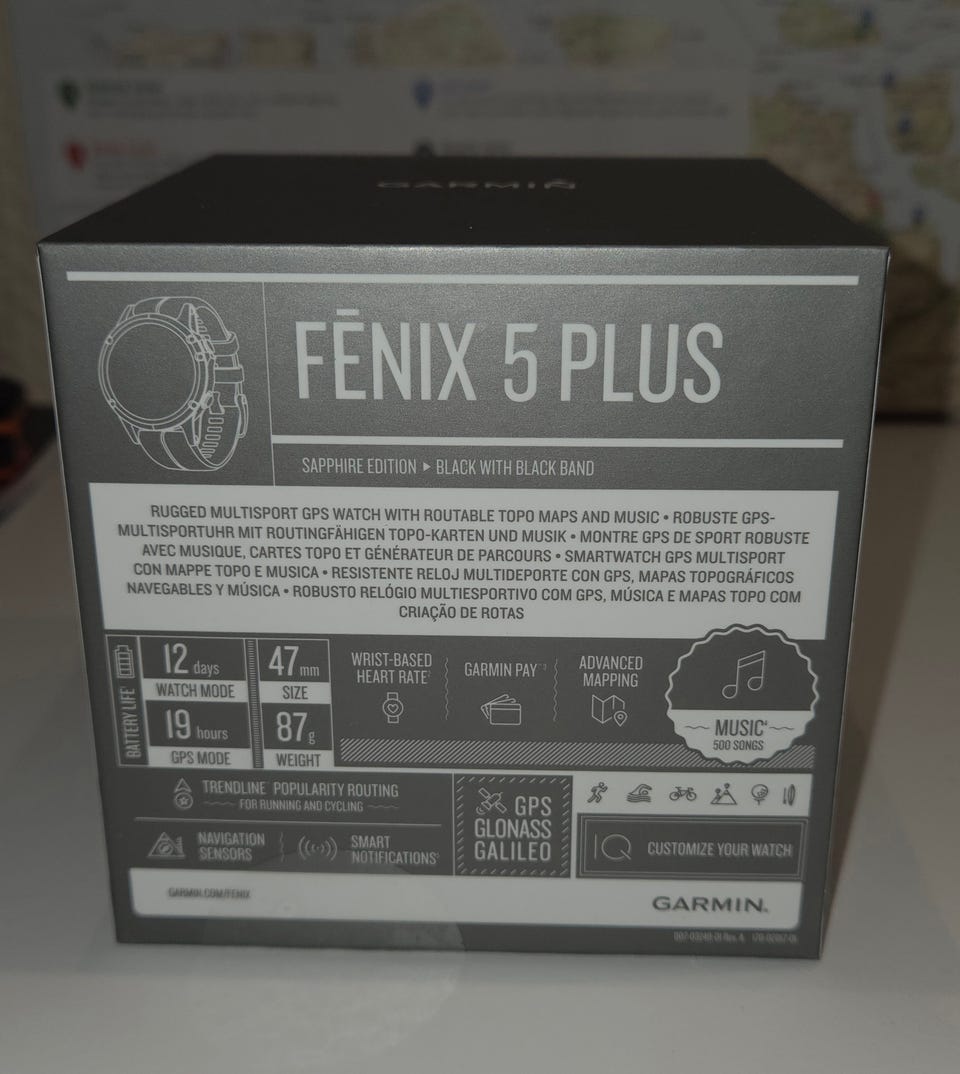 GARMIN
FĒNIX 5 PLUS
SAPPHIRE EDITION ▸ BLACK WITH BLACK BAND
RUGGED MULTISPORT GPS WATCH WITH ROUTABLE TOPO MAPS AND MUSIC • ROBUSTE GPS-
MULTISPORTUHR MIT ROUTINGFÄHIGEN TOPO-KARTEN UND MUSIK • MONTRE GPS DE SPORT ROBUSTE
AVEC MUSIQUE, CARTES TOPO ET GÉNÉRATEUR DE PARCOURS • SMARTWATCH GPS MULTISPORT
CON MAPPE TOPO E MUSICA • RESISTENTE RELOJ MULTIDEPORTE CON GPS, MAPAS TOPOGRÁFICOS
NAVEGABLES Y MÚSICA • ROBUSTO RELÓGIO MULTIESPORTIVO COM GPS, MÚSICA E MAPAS TOPO COM
CRIAÇÃO DE ROTAS
BATTERY LIFE
12 days
WATCH MODE
19 hours
GPS MODE
47 mm
SIZE
87 g
WEIGHT
WRIST-BASED
HEART RATE
GARMIN PAY
ADVANCED
MAPPING
MUSIC
500 SONGS
TRENDLINE POPULARITY ROUTING
FOR RUNNING AND CYCLING
NAVIGATION
SENSORS
SMART
NOTIFICATIONS
GPS
GLONASS
GALILEO
IQ CUSTOMIZE YOUR WATCH
GARMIN.COM/FENIX
GARMIN